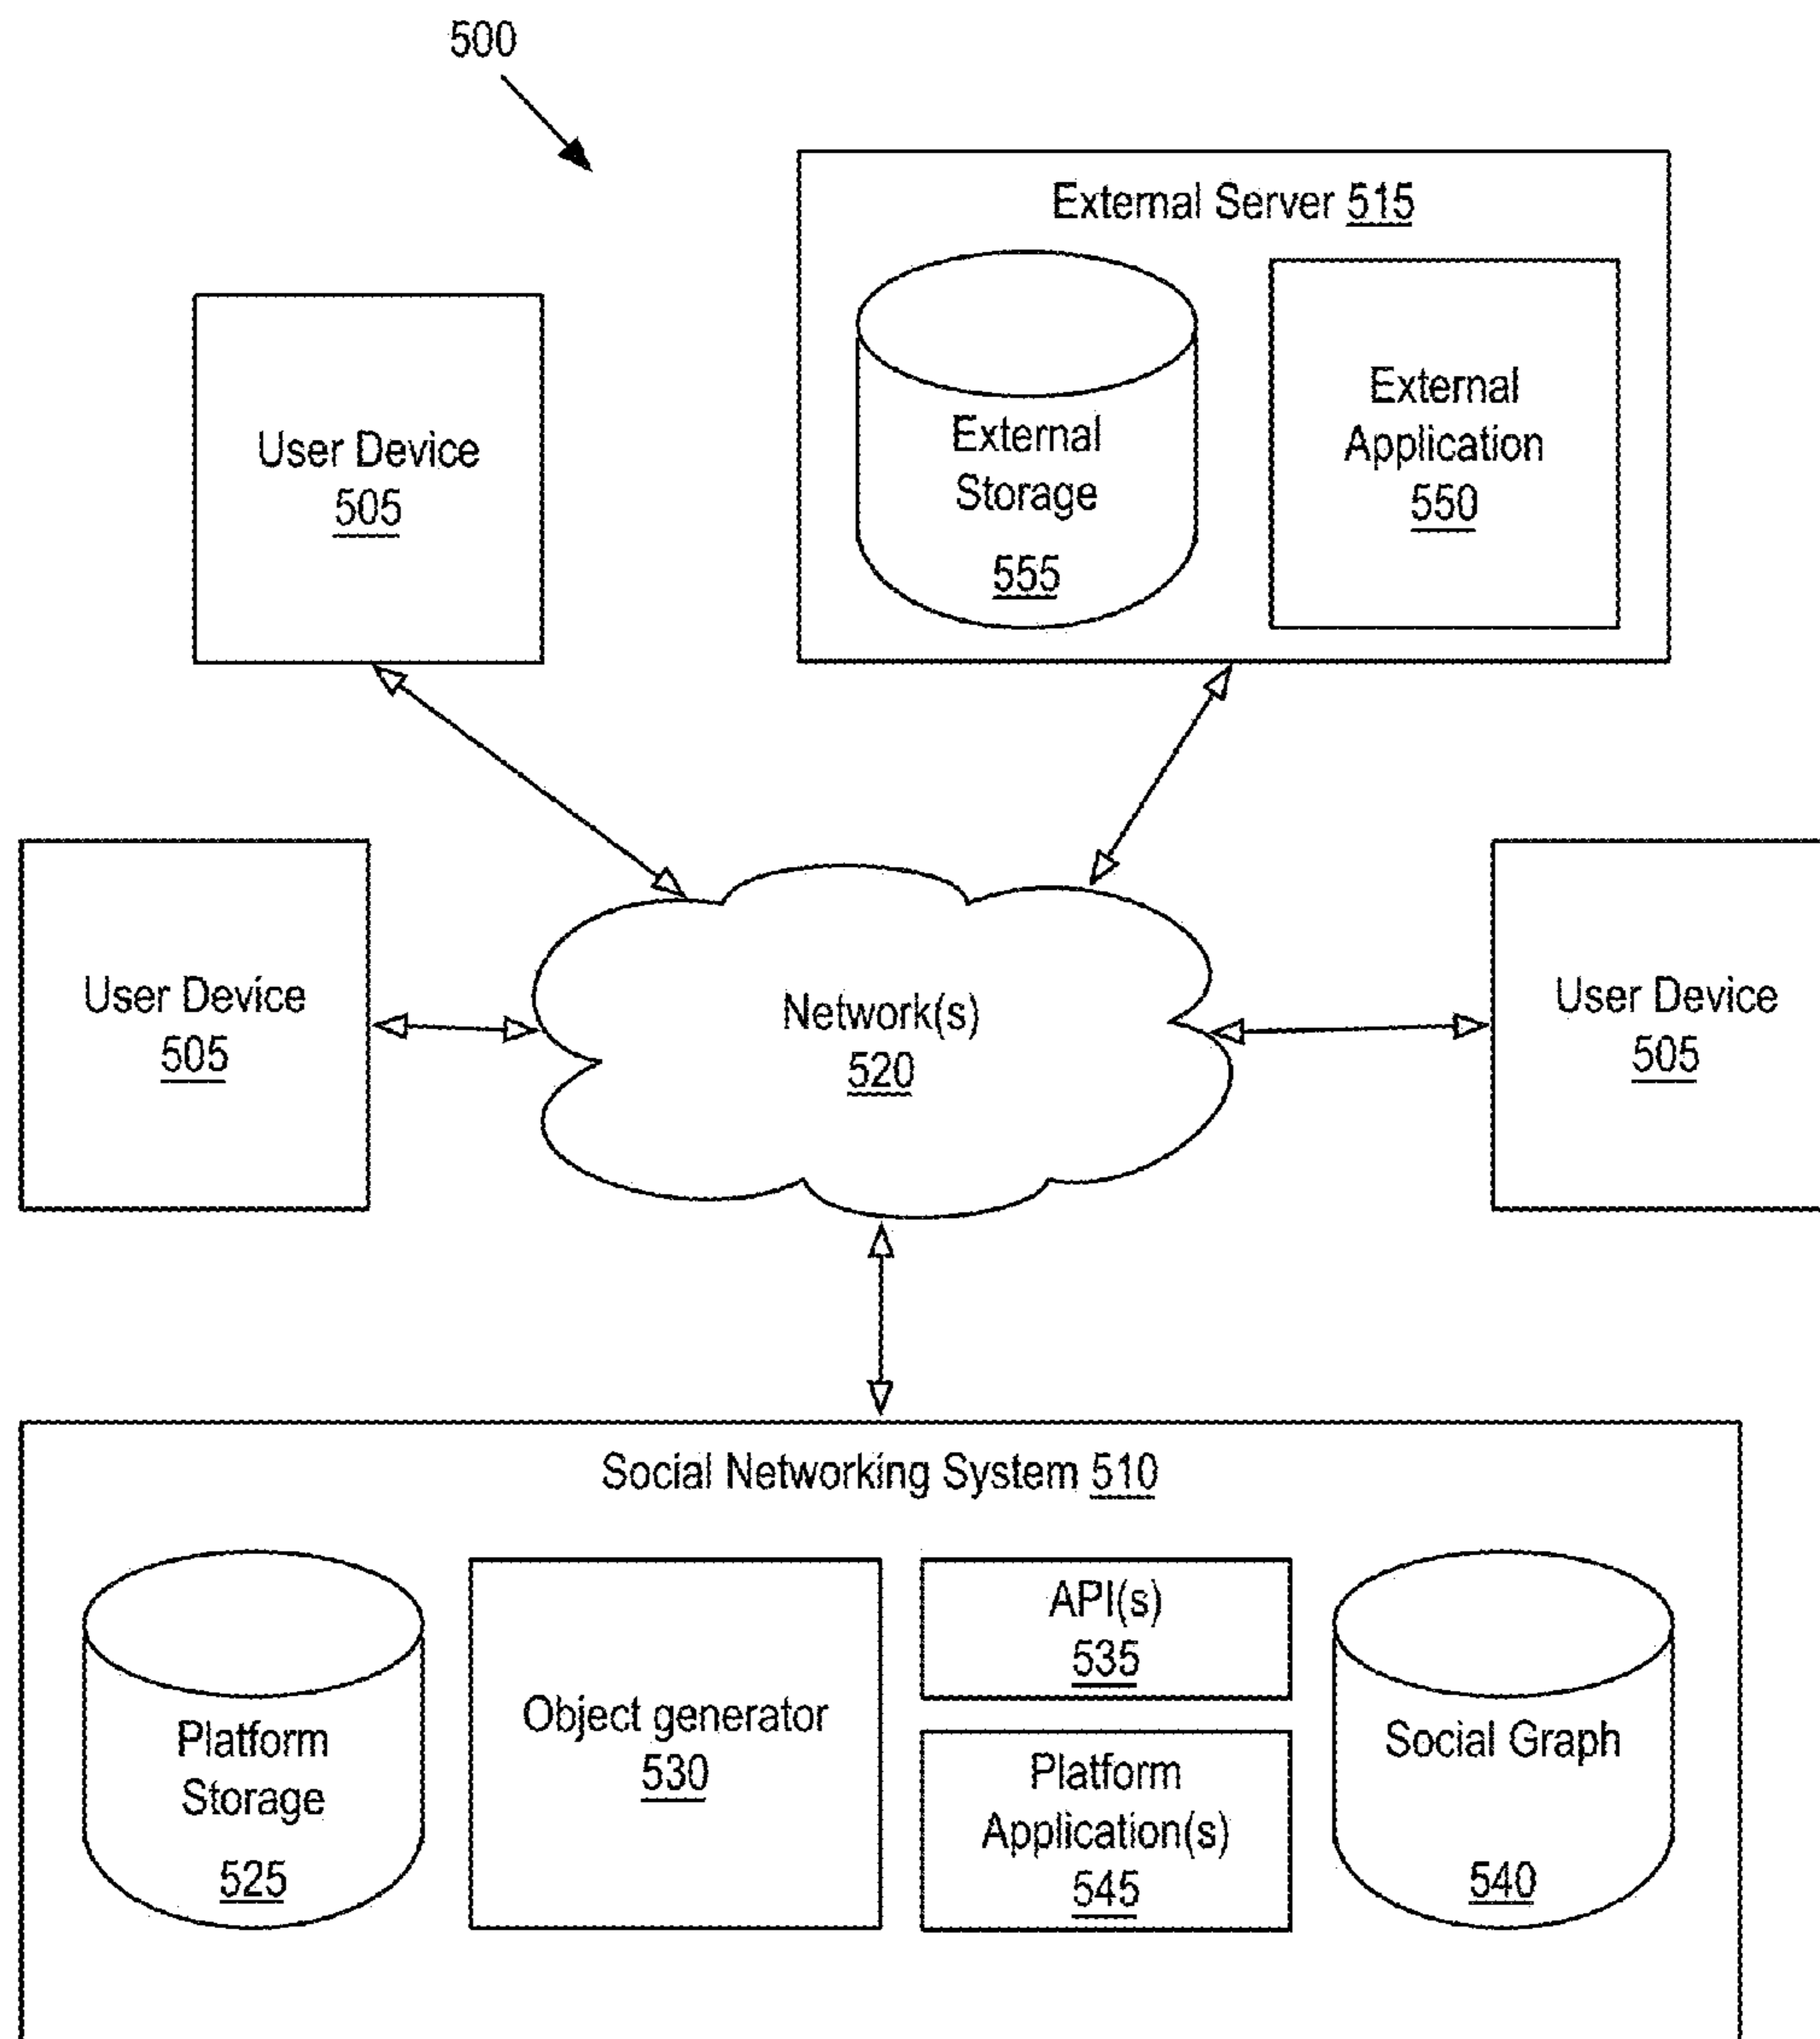 500
External Server 515
External
Storage
555
External
Application
550
User Device
505
User Device
505
Network(s)
520
User Device
505
Social Networking System 510
Platform
Storage
525
Object generator
530
API(s)
535
Platform
Application(s)
545
Social Graph
540